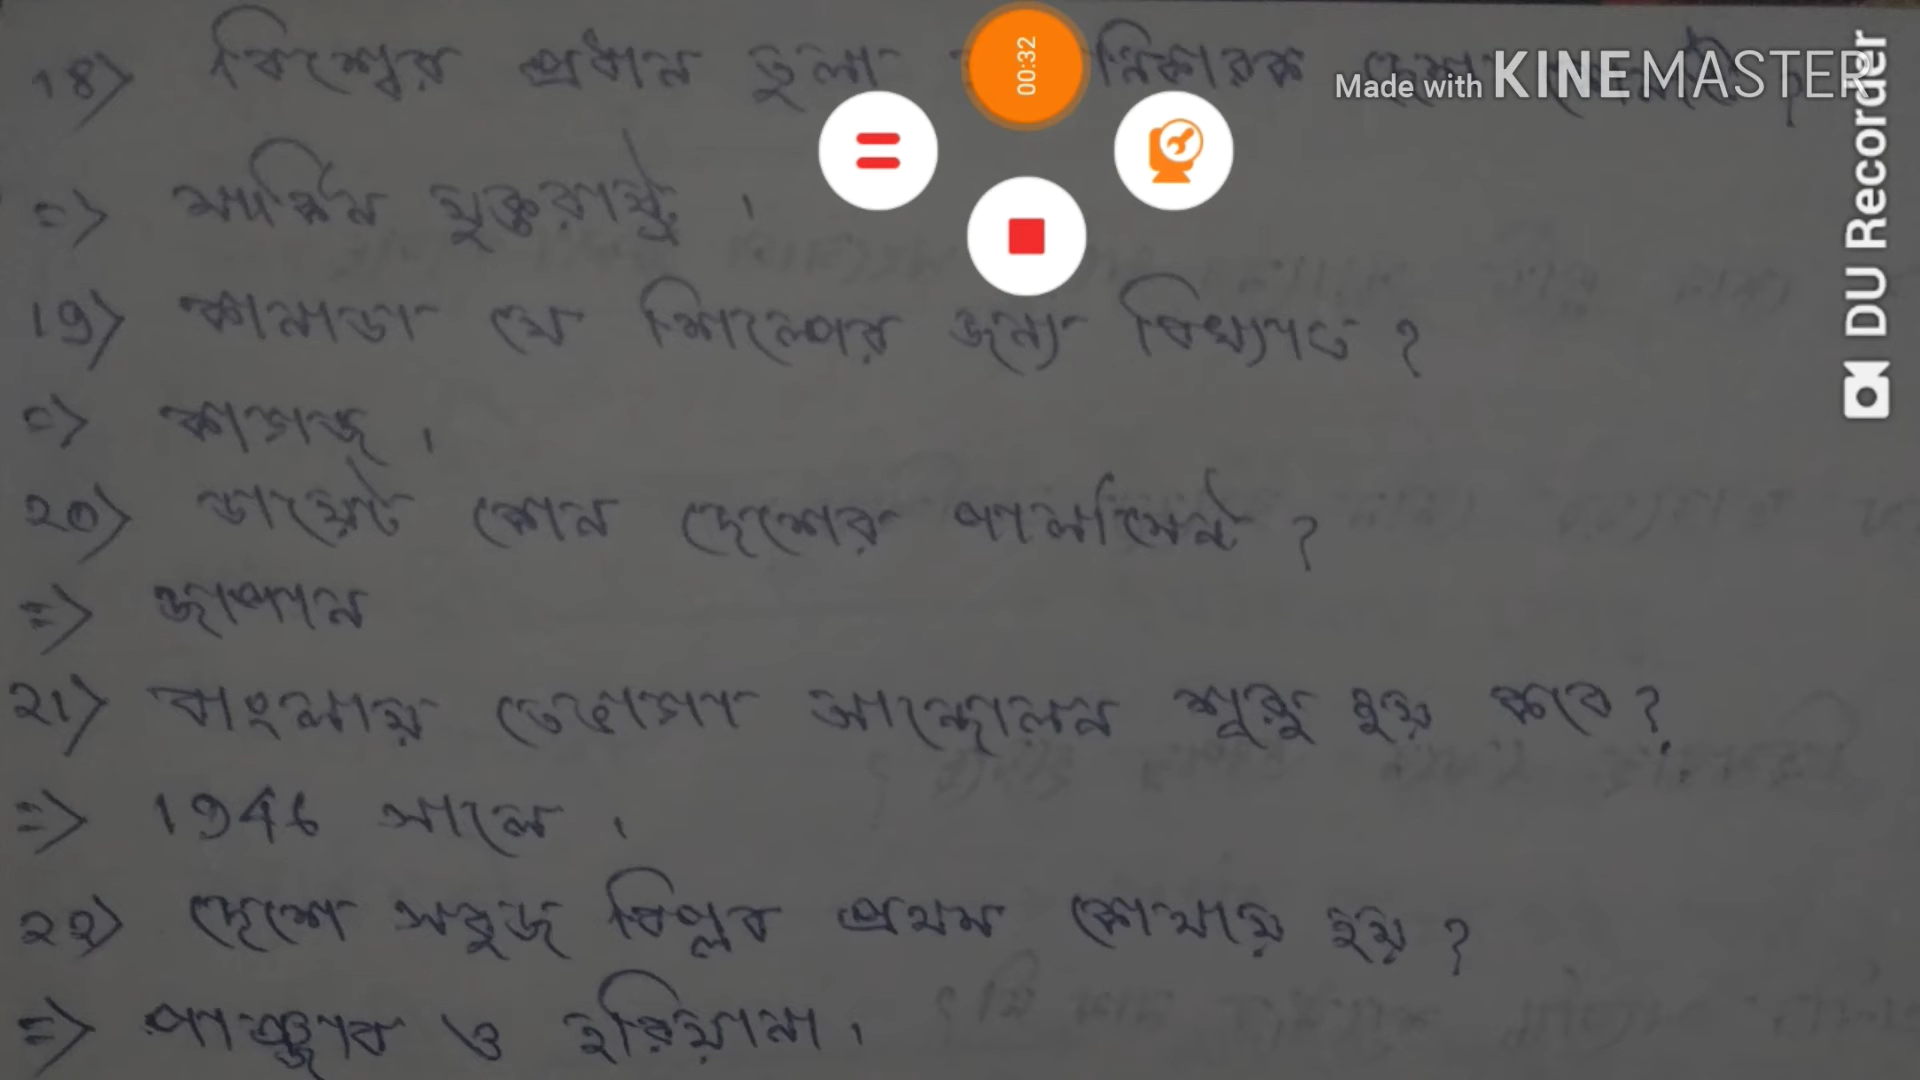 18) বিশ্বের প্রধান তুলা
=> মার্কিন যুক্তরাষ্ট্র ।
19) কানাডা যে শিল্পের জন্য বিখ্যাত ?
=> কাগজ ।
20) ডায়েট কোন দেশের পার্লামেন্ট ?
=> জাপান
21) বাংলায় তেভাগা আন্দোলন শুরু হয় কবে ?
=> 1946 সালে ।
22) দেশে সবুজ বিপ্লব প্রথম কোথায় হয় ?
=> পাঞ্জাব ও হরিয়ানা ।
00:32
Made with KINEMASTER
DU Recorder